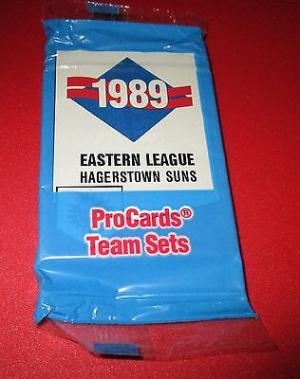 1989
EASTERN LEAGUE
HAGERSTOWN SUNS
ProCards®
Team Sets